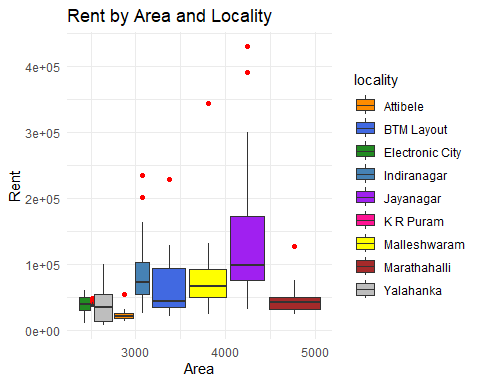 Rent by Area and Locality
4e+05
3e+05
2e+05
1e+05
0e+00
Rent
3000
4000
5000
Area
locality
Attibele
BTM Layout
Electronic City
Indiranagar
Jayanagar
K R Puram
Malleshwaram
Marathahalli
Yalahanka